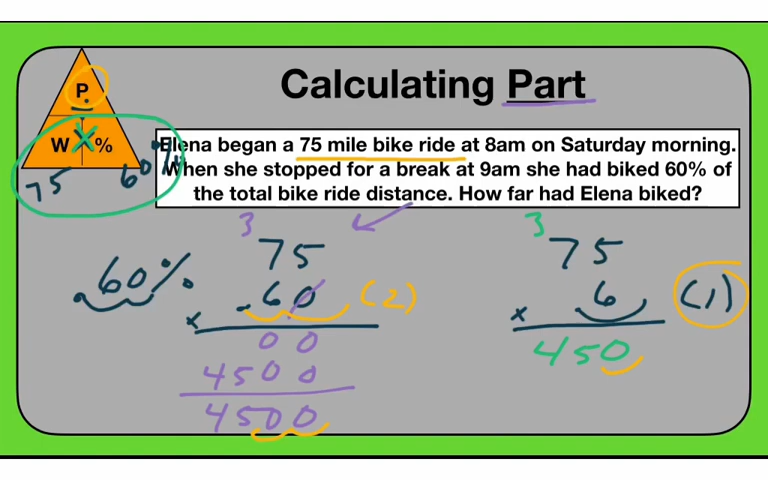 Calculating Part
P
W × %
75 60%
Elena began a 75 mile bike ride at 8am on Saturday morning.
When she stopped for a break at 9am she had biked 60% of
the total bike ride distance. How far had Elena biked?
3
75
.60% .60 (2)
×
00
4500
4500
3
75
× 6 (1)
450